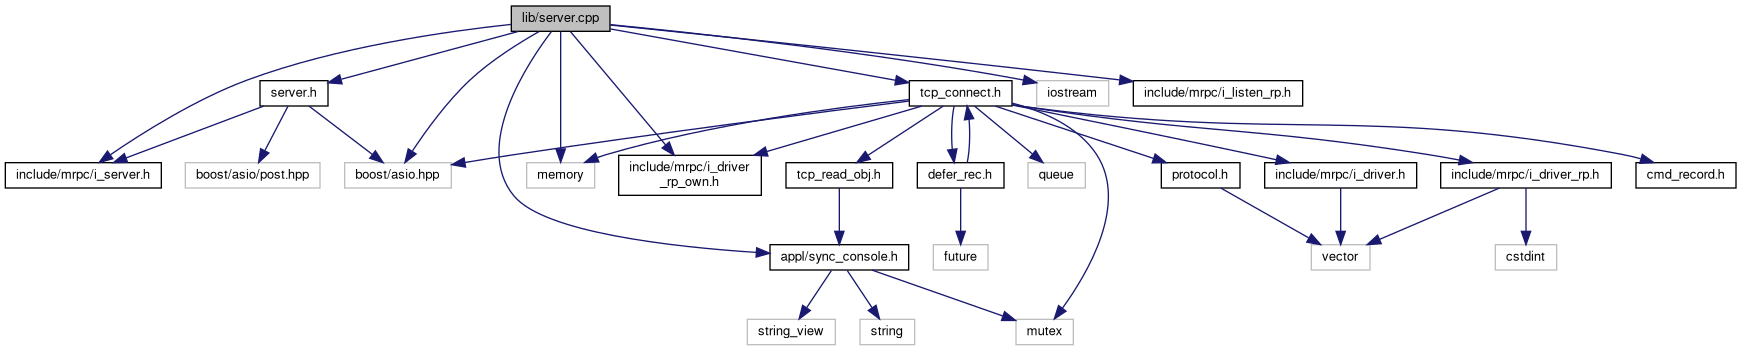 lib/server.cpp
server.h
tcp_connect.h
iostream
include/mrpc/i_listen_rp.h
include/mrpc/i_server.h
boost/asio/post.hpp
boost/asio.hpp
memory
include/mrpc/i_driver
_rp_own.h
tcp_read_obj.h
defer_rec.h
queue
protocol.h
include/mrpc/i_driver.h
include/mrpc/i_driver_rp.h
cmd_record.h
appl/sync_console.h
future
vector
cstdint
string_view
string
mutex